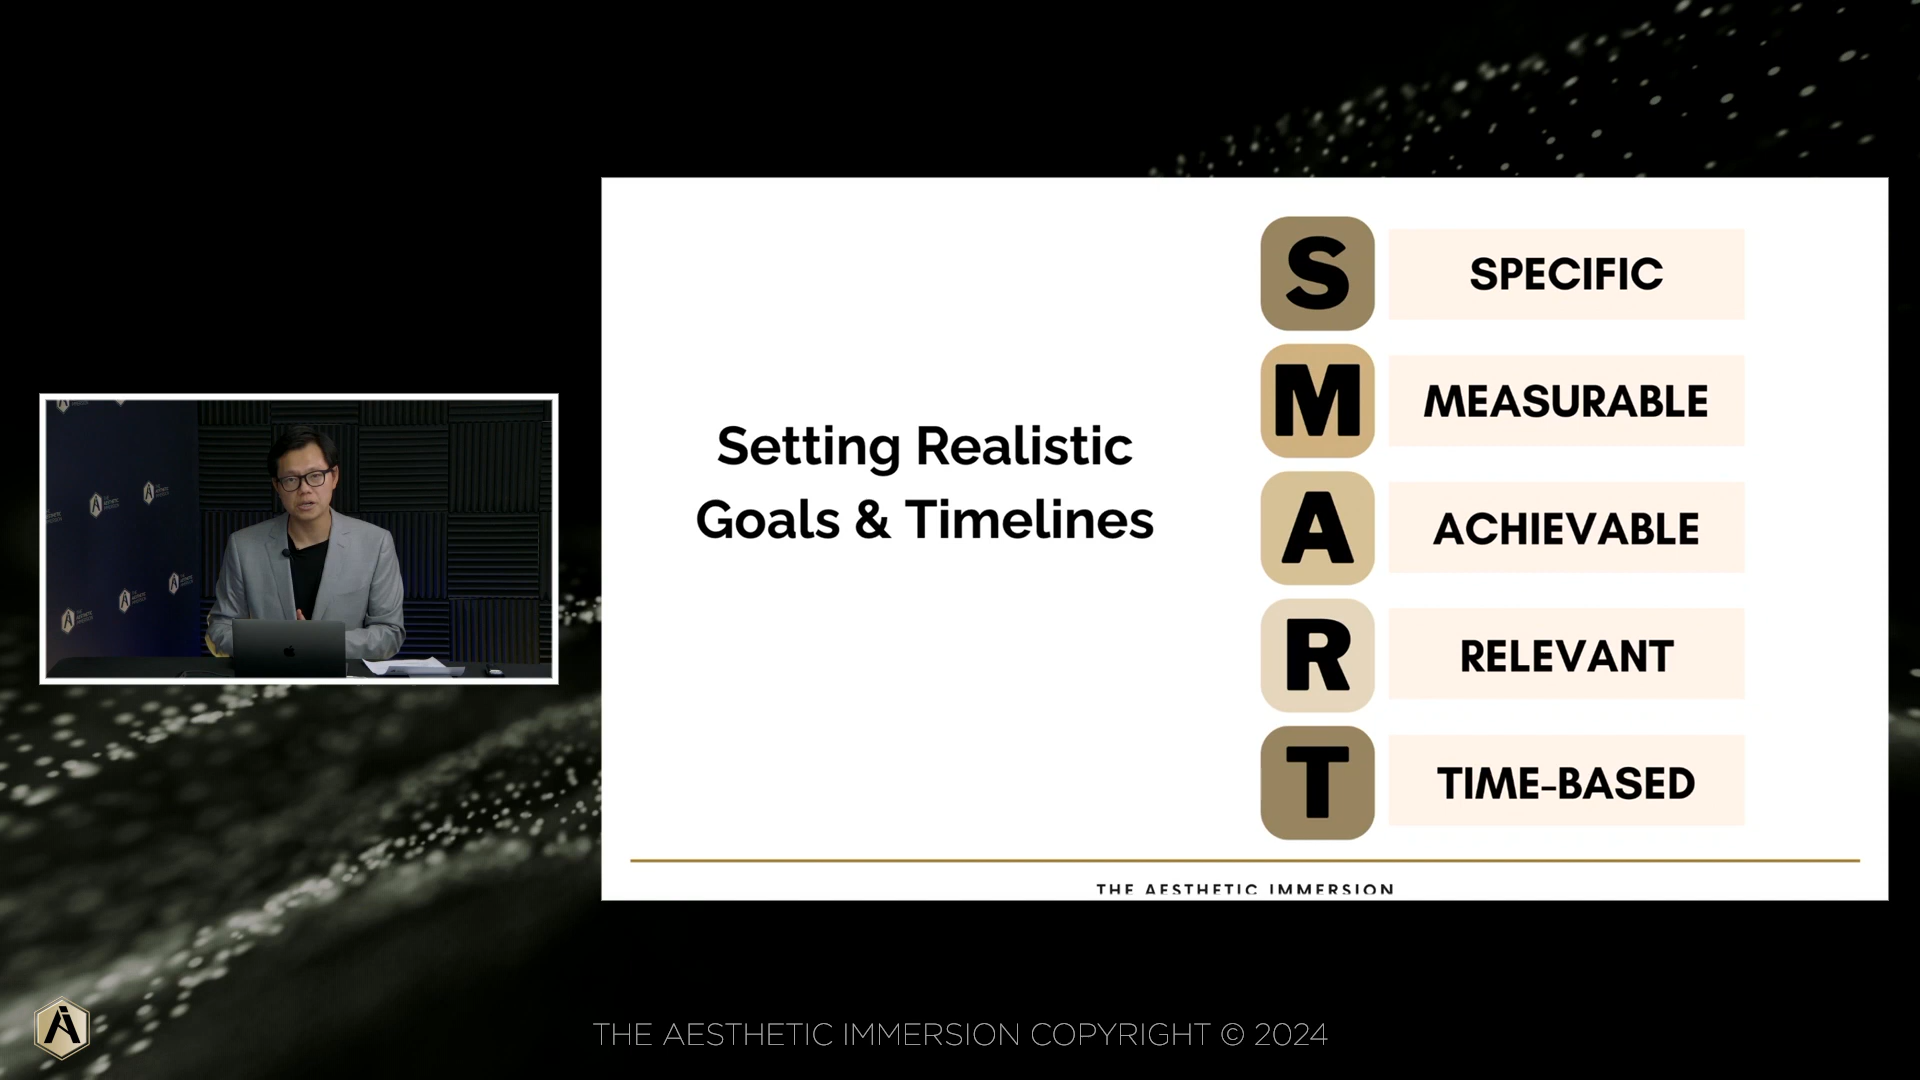 Setting Realistic
Goals & Timelines
S
SPECIFIC
M
MEASURABLE
A
ACHIEVABLE
R
RELEVANT
T
TIME-BASED
THE AESTHETIC IMMERSION
THE AESTHETIC IMMERSION COPYRIGHT © 2024